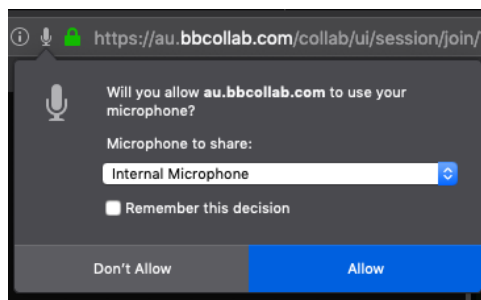 https://au.bbcollab.com/collab/ui/session/join/
Will you allow au.bbcollab.com to use your
microphone?
Microphone to share:
Internal Microphone
Remember this decision
Don't Allow
Allow